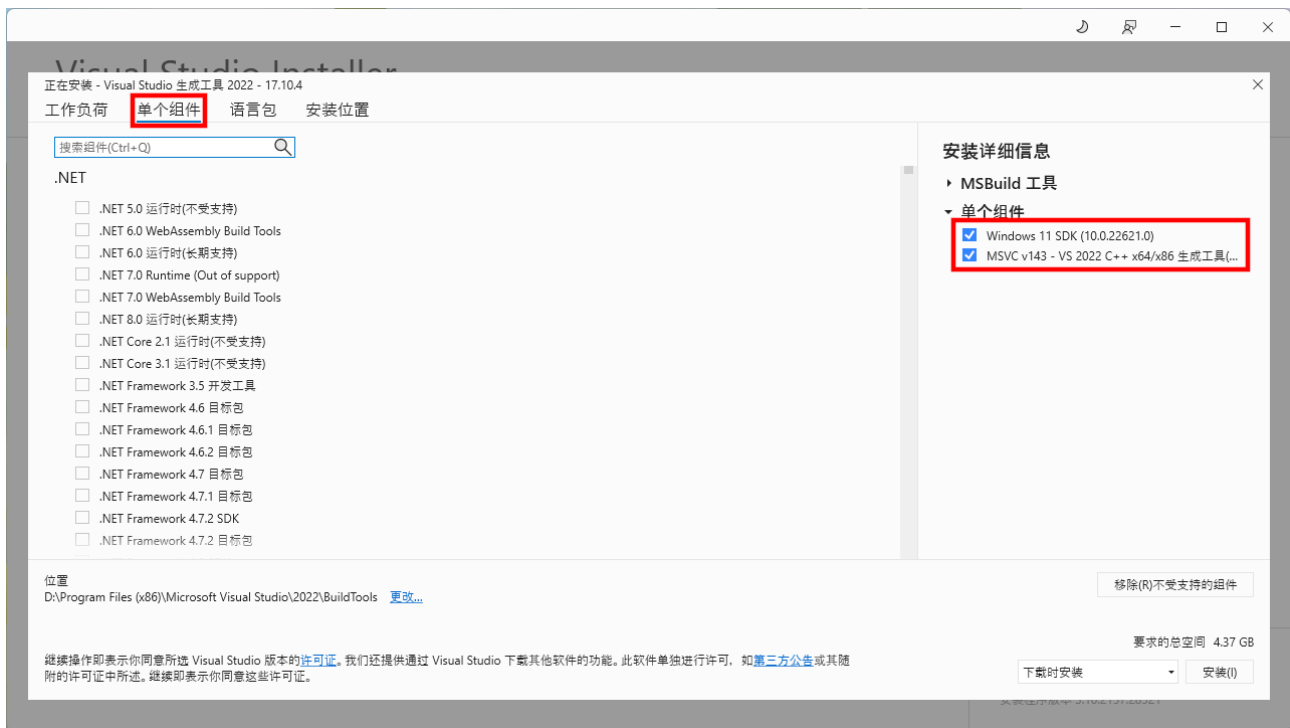 Visual Studio Installer
正在安装 - Visual Studio 生成工具 2022 - 17.10.4
工作负荷 单个组件 语言包 安装位置
搜索组件(Ctrl+Q)
.NET
.NET 5.0 运行时(不受支持)
.NET 6.0 WebAssembly Build Tools
.NET 6.0 运行时(长期支持)
.NET 7.0 Runtime (Out of support)
.NET 7.0 WebAssembly Build Tools
.NET 8.0 运行时(长期支持)
.NET Core 2.1 运行时(不受支持)
.NET Core 3.1 运行时(不受支持)
.NET Framework 3.5 开发工具
.NET Framework 4.6 目标包
.NET Framework 4.6.1 目标包
.NET Framework 4.6.2 目标包
.NET Framework 4.7 目标包
.NET Framework 4.7.1 目标包
.NET Framework 4.7.2 SDK
.NET Framework 4.7.2 目标包
安装详细信息
MSBuild 工具
单个组件
Windows 11 SDK (10.0.22621.0)
MSVC v143 - VS 2022 C++ x64/x86 生成工具(...
位置
D:\Program Files (x86)\Microsoft Visual Studio\2022\BuildTools 更改...
移除(R)不受支持的组件
继续操作即表示你同意所选 Visual Studio 版本的许可证。我们还提供通过 Visual Studio 下载其他软件的功能。此软件单独进行许可，如第三方公告或其随
附的许可证中所述。继续即表示你同意这些许可证。
要求的总空间 4.37 GB
下载时安装 安装(I)